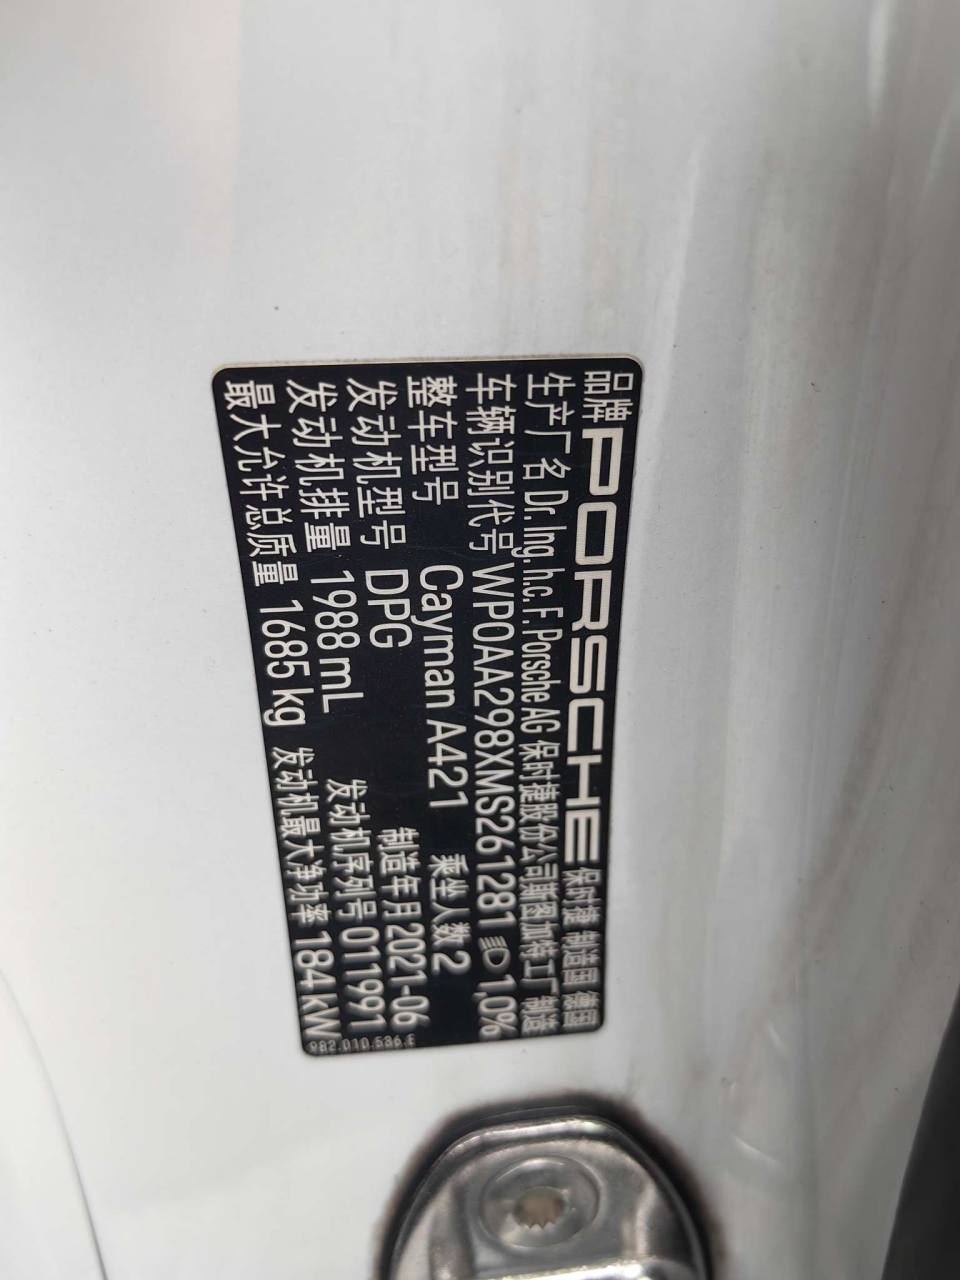 品牌 PORSCHE 保时捷 制造国 德国
生产厂名 Dr. Ing. h.c. F. Porsche AG 保时捷股份公司斯图加特工厂制造
车辆识别代号 WP0AA298XMS261281 1,0%
整车型号 Cayman A421 乘坐人数 2
发动机型号 DPG 制造年月 2021-06
发动机排量 1988 mL 发动机序列号 011991
最大允许总质量 1685 kg 发动机最大净功率 184 KW
982.010.536.E